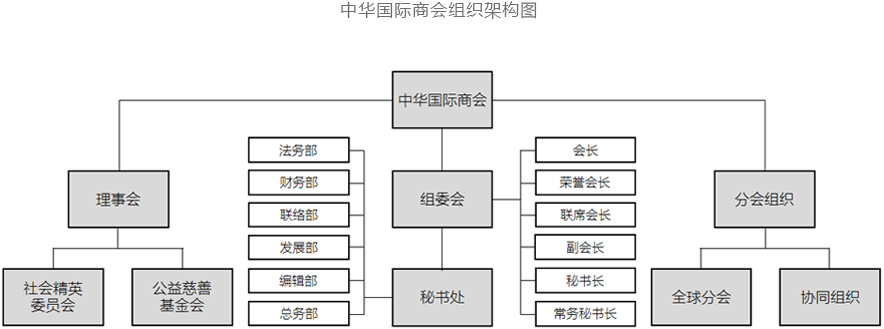 中华国际商会组织架构图
中华国际商会
法务部
会长
理事会
财务部
组委会
荣誉会长
分会组织
联络部
联席会长
发展部
副会长
社会精英
委员会
公益慈善
基金会
编辑部
秘书处
秘书长
全球分会
协同组织
总务部
常务秘书长